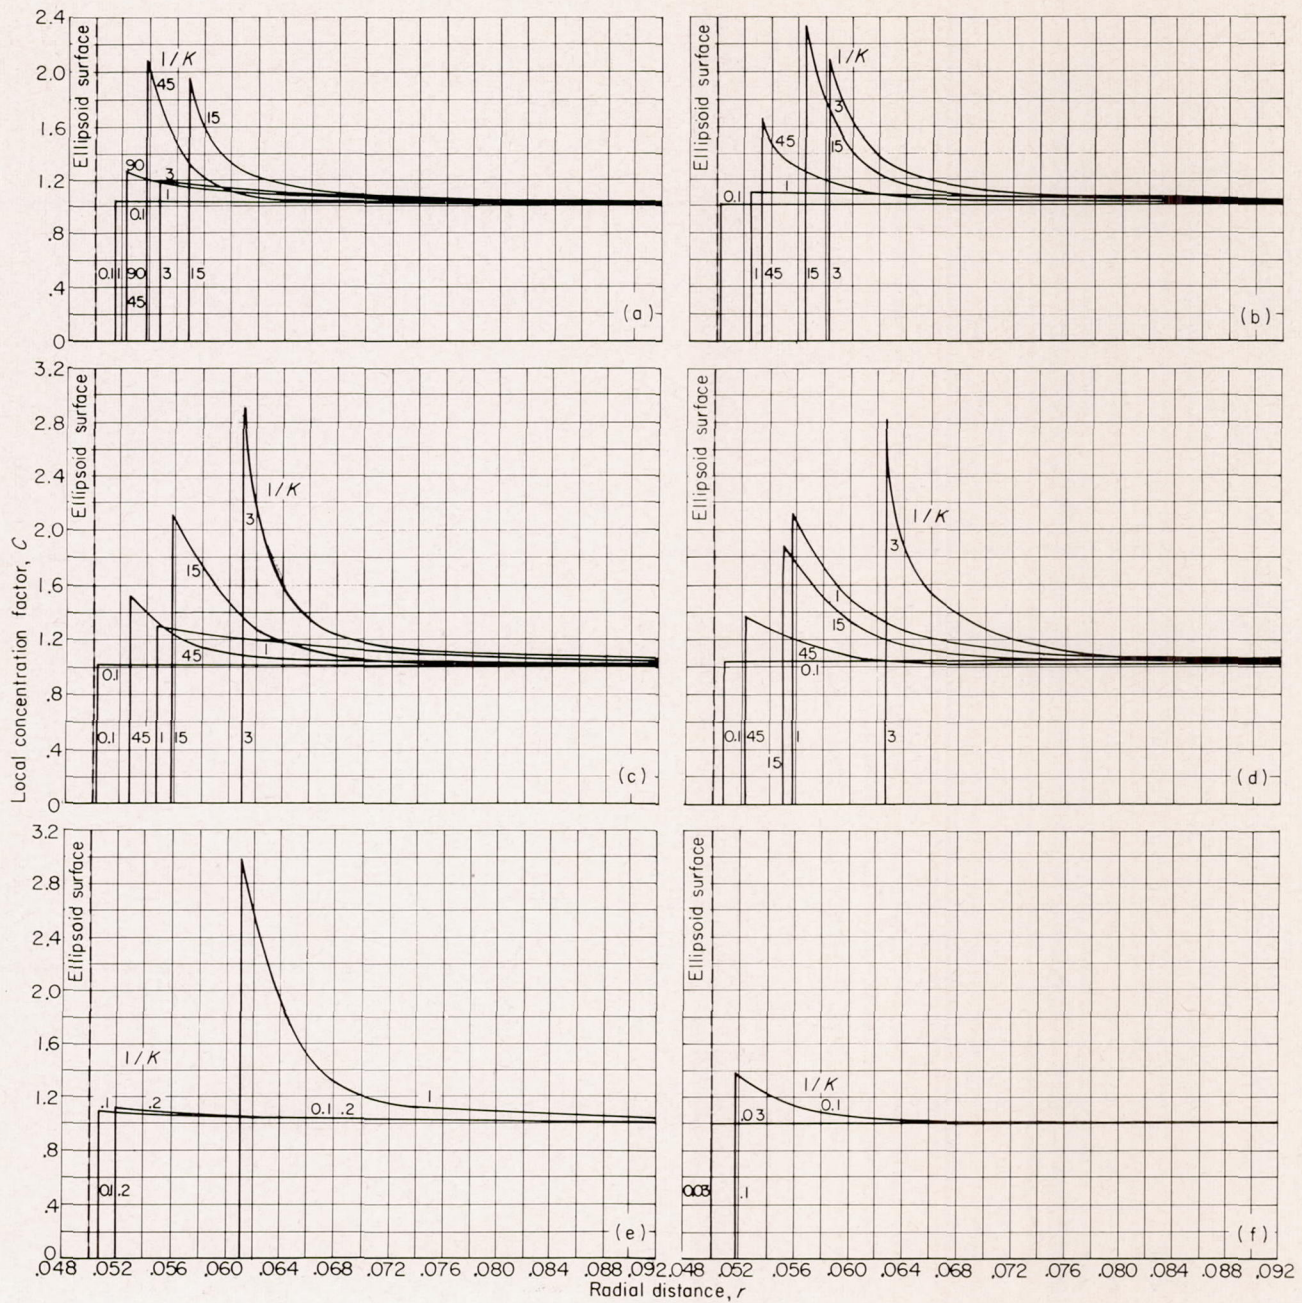 2.4
2.0
1.6
1.2
.8
.4
0
Ellipsoid surface
1/K
45
15
90
3
1
0.1
0.1 1 90 3 15
45
(a)
Ellipsoid surface
1/K
3
15
45
1
0.1
1 45 15 3
(b)
Local concentration factor, C
3.2
2.8
2.4
2.0
1.6
1.2
.8
.4
0
Ellipsoid surface
1/K
3
15
45
1
0.1
0.1 45 1 15 3
(c)
Ellipsoid surface
1/K
3
1
15
45
0.1
0.1 45 1 3
15
(d)
3.2
2.8
2.4
2.0
1.6
1.2
.8
.4
0
Ellipsoid surface
1/K
.1 .2 0.1 .2 1
0.1 .2
(e)
Ellipsoid surface
1/K
0.1
.03
0.03 .1
(f)
.048 .052 .056 .060 .064 .068 .072 .076 .080 .084 .088 .092
.048 .052 .056 .060 .064 .068 .072 .076 .080 .084 .088 .092
Radial distance, r